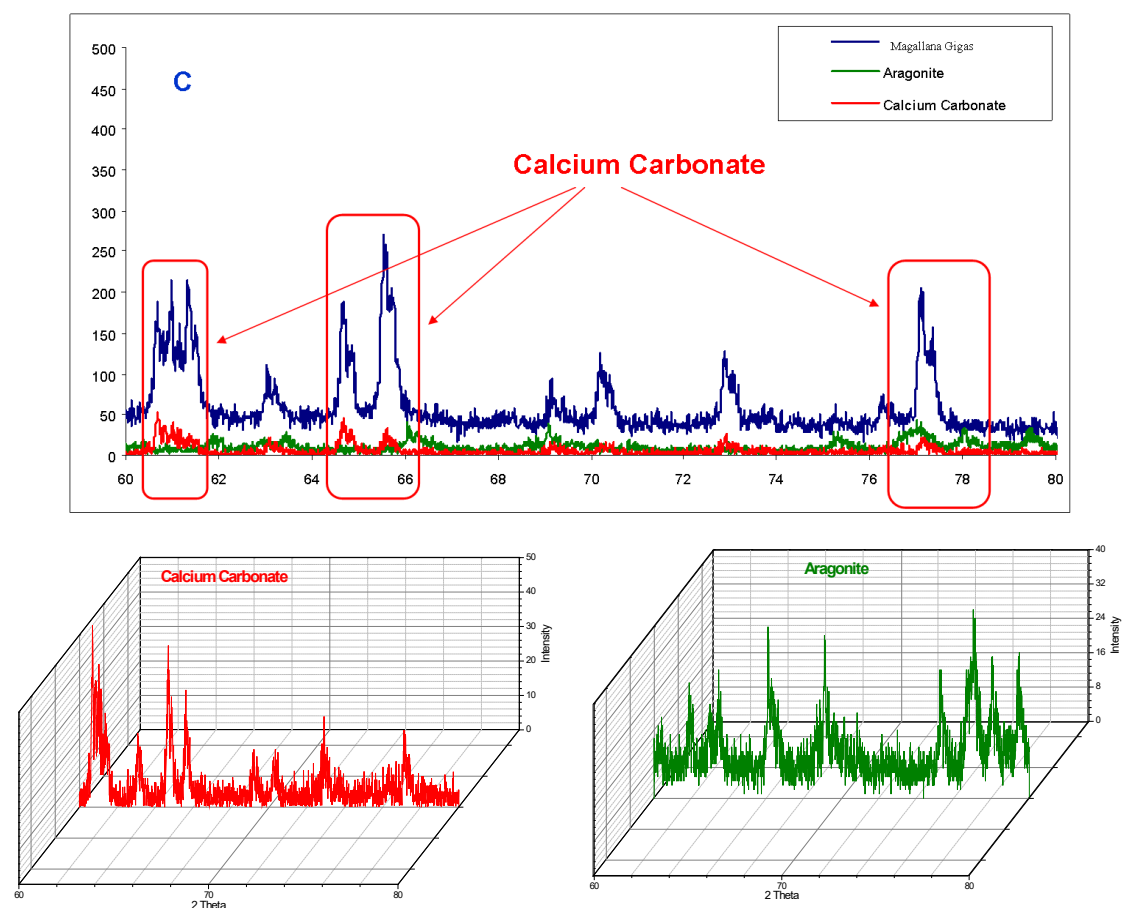 500
450
400
350
300
250
200
150
100
50
0
C
Magallana Gigas
Aragonite
Calcium Carbonate
Calcium Carbonate
60 62 64 66 68 70 72 74 76 78 80
Calcium Carbonate
50
40
30
20
10
0
Intensity
60 70 80
2 Theta
Aragonite
40
32
24
16
8
0
Intensity
60 70 80
2 Theta